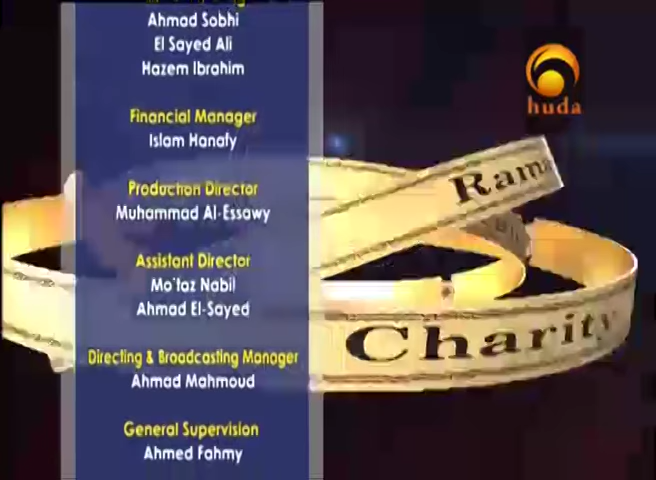 Ahmad Sobhi
El Sayed Ali
Hazem Ibrahim
Financial Manager
Islam Hanafy
Production Director
Muhammad Al-Essawy
Assistant Director
Mo`taz Nabil
Ahmad El-Sayed
Directing & Broadcasting Manager
Ahmad Mahmoud
General Supervision
Ahmed Fahmy
huda
Rama
Charity